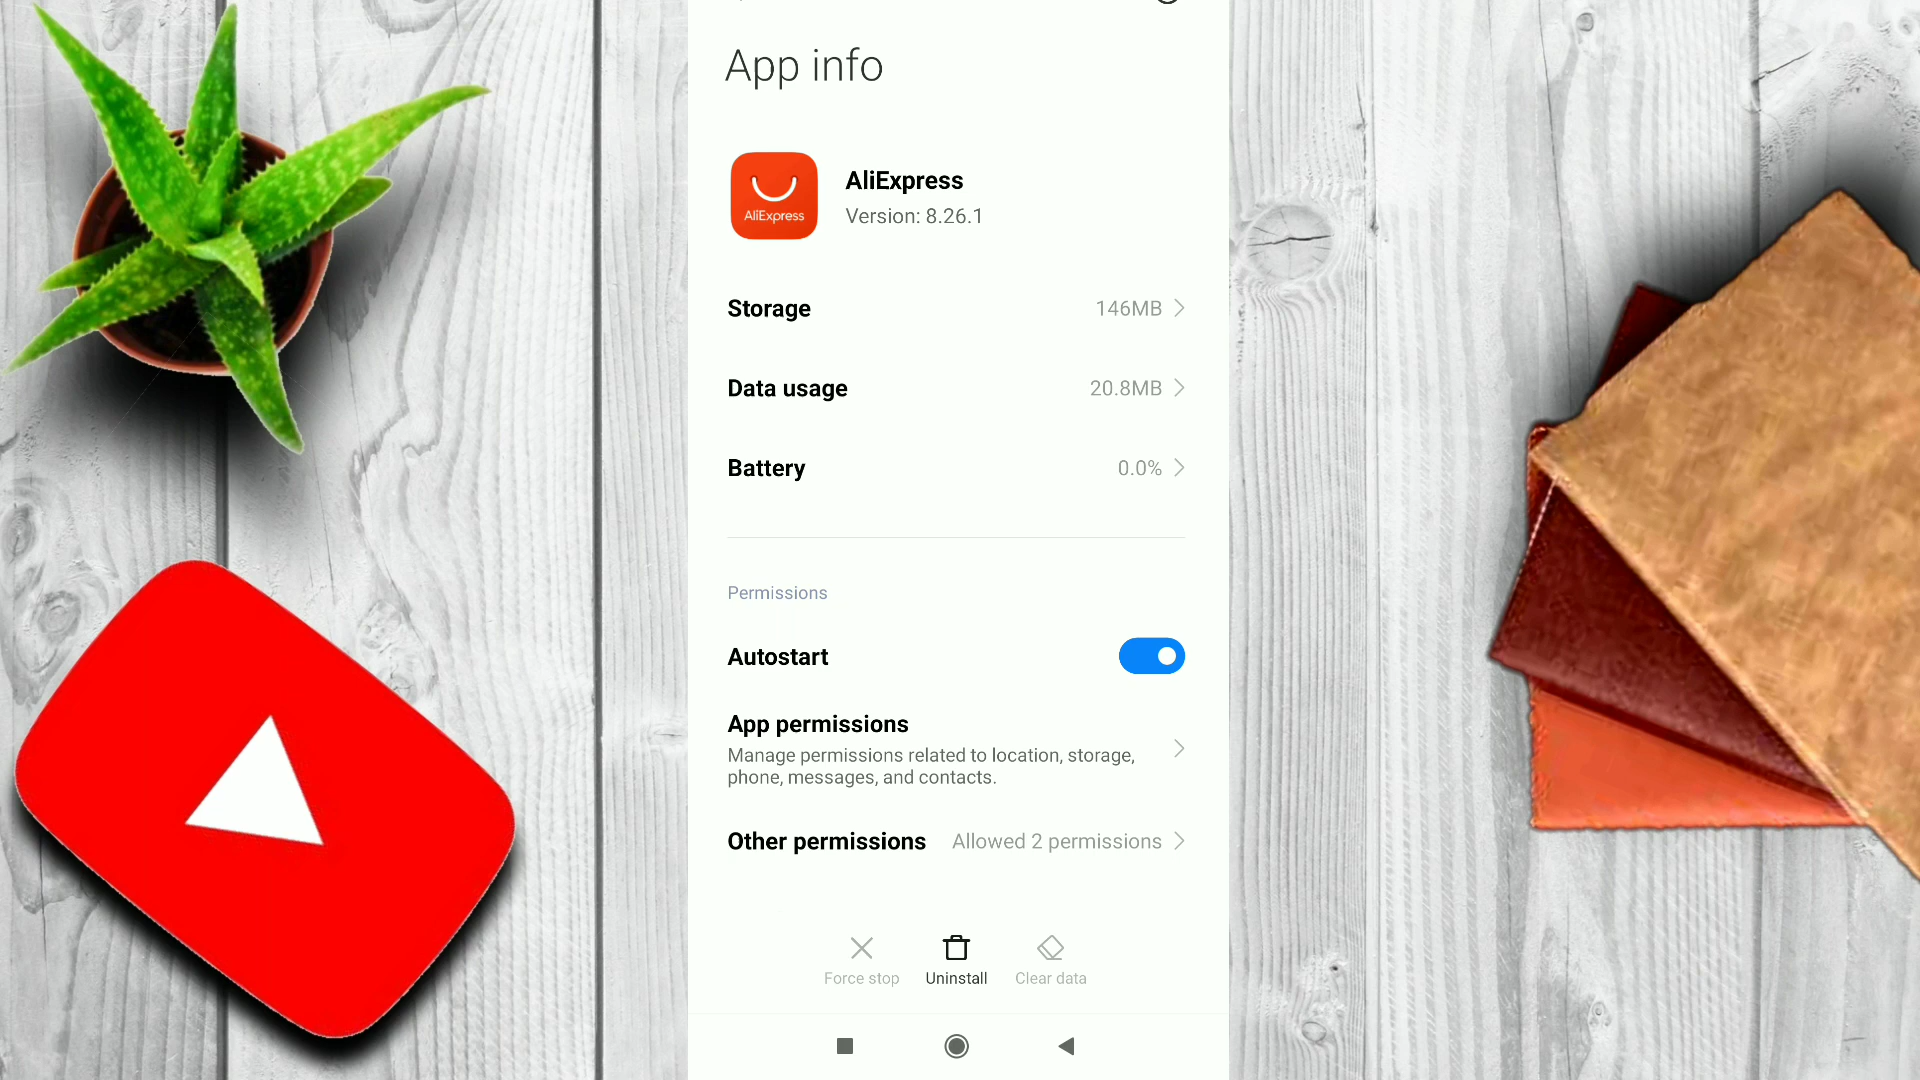 App info
AliExpress
AliExpress
Version: 8.26.1
Storage 146MB
Data usage 20.8MB
Battery 0.0%
Permissions
Autostart
App permissions
Manage permissions related to location, storage,
phone, messages, and contacts.
Other permissions Allowed 2 permissions
Force stop Uninstall Clear data